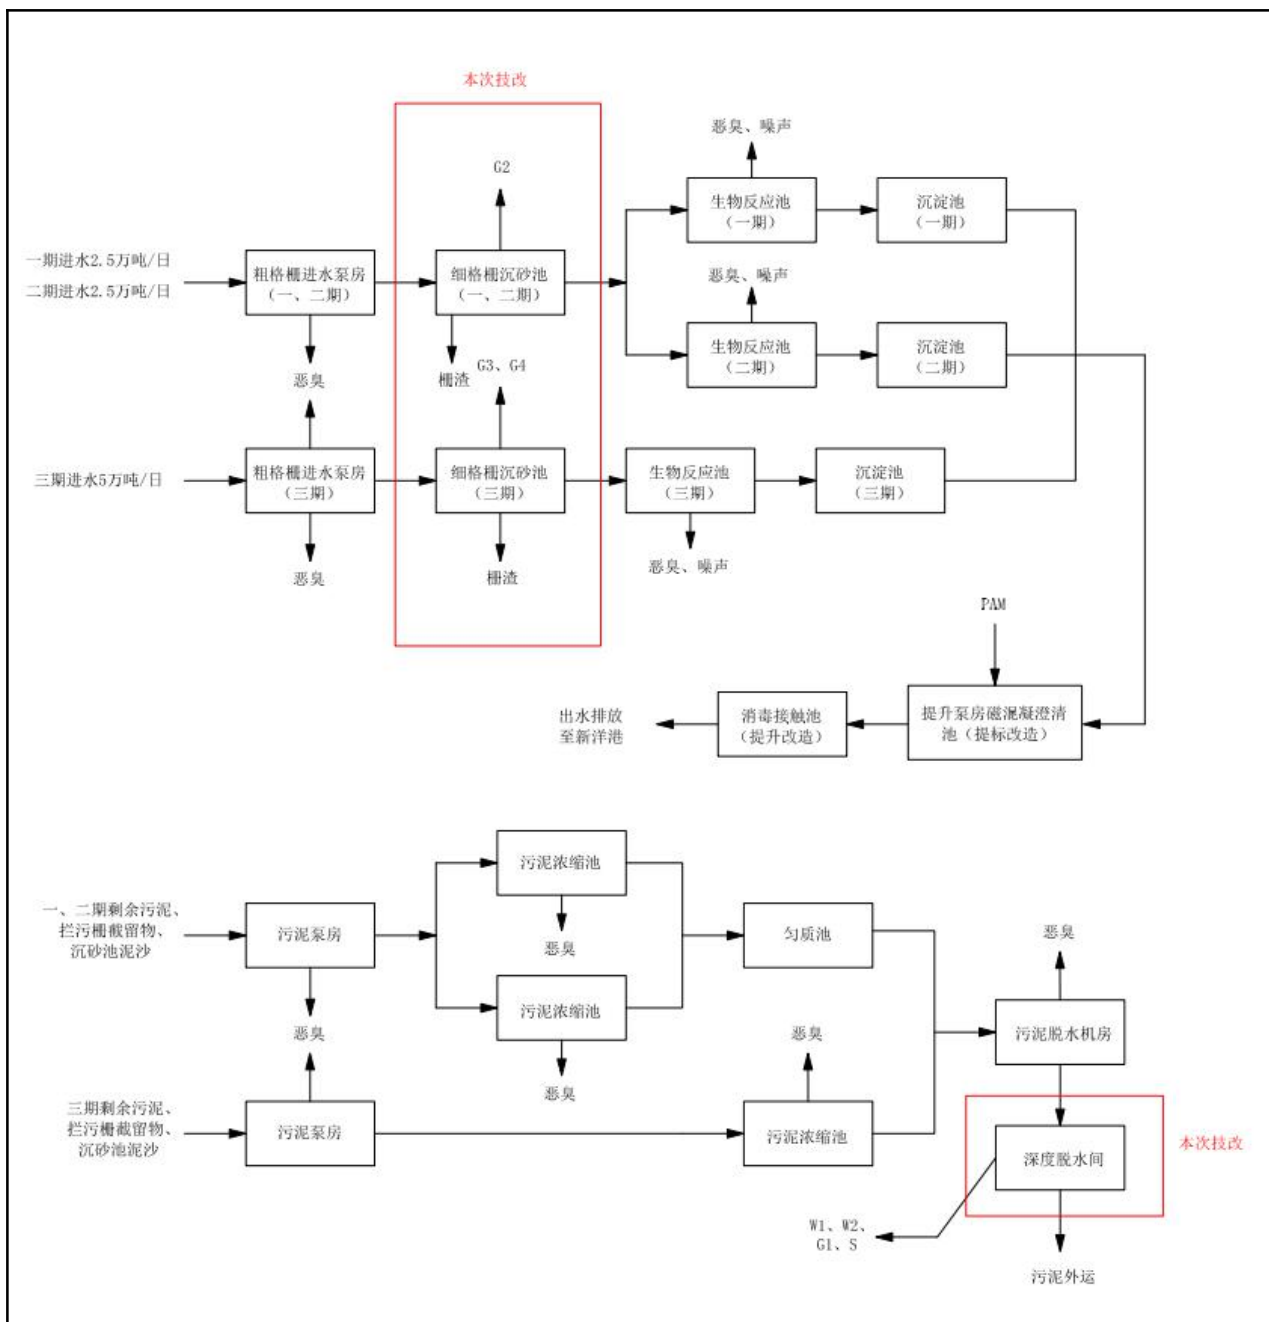 本次技改
恶臭、噪声
G2
生物反应池
（一期）
沉淀池
（一期）
一期进水2.5万吨/日
二期进水2.5万吨/日
粗格栅进水泵房
（一、二期）
细格栅沉砂池
（一、二期）
恶臭、噪声
生物反应池
（二期）
沉淀池
（二期）
恶臭
栅渣
G3、G4
三期进水5万吨/日
粗格栅进水泵房
（三期）
细格栅沉砂池
（三期）
生物反应池
（三期）
沉淀池
（三期）
恶臭
栅渣
恶臭、噪声
PAM
出水排放
至新洋港
消毒接触池
（提升改造）
提升泵房磁混凝澄清
池（提标改造）
污泥浓缩池
一、二期剩余污泥、
拦污栅截留物、
沉砂池泥沙
污泥泵房
恶臭
匀质池
恶臭
污泥浓缩池
恶臭
恶臭
污泥脱水机房
恶臭
三期剩余污泥、
拦污栅截留物、
沉砂池泥沙
污泥泵房
污泥浓缩池
本次技改
深度脱水间
W1、W2、
G1、S
污泥外运